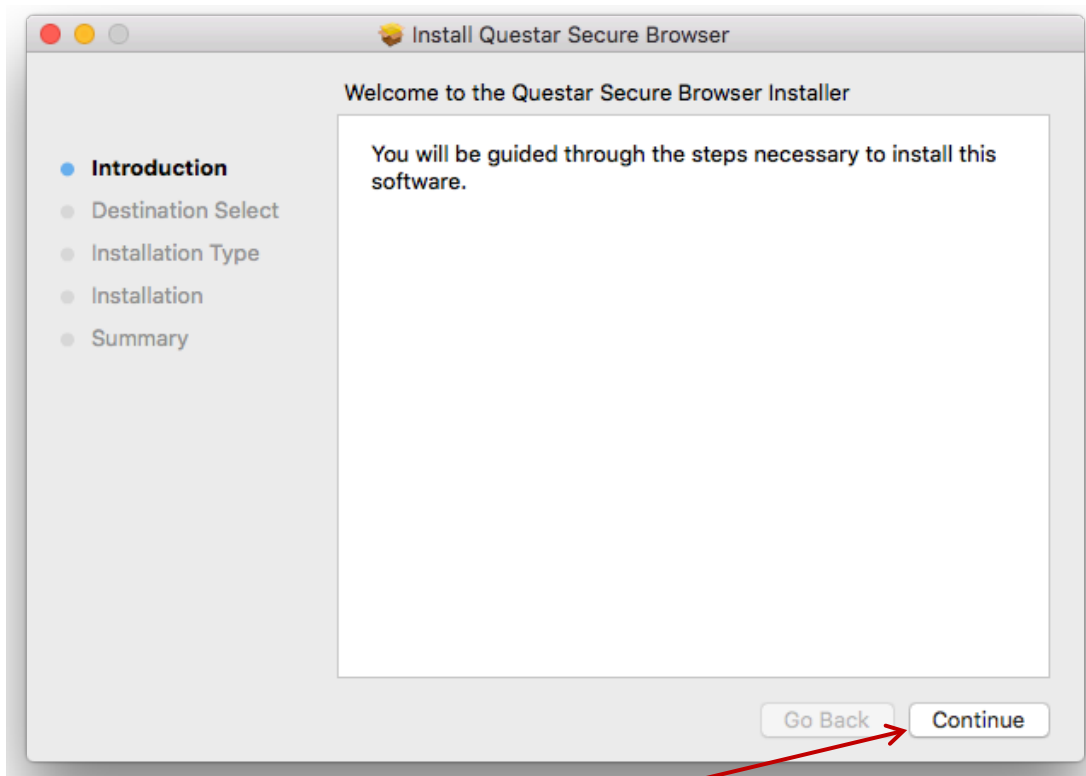 Install Questar Secure Browser
Welcome to the Questar Secure Browser Installer
Introduction
Destination Select
Installation Type
Installation
Summary
You will be guided through the steps necessary to install this
software.
Go Back
Continue